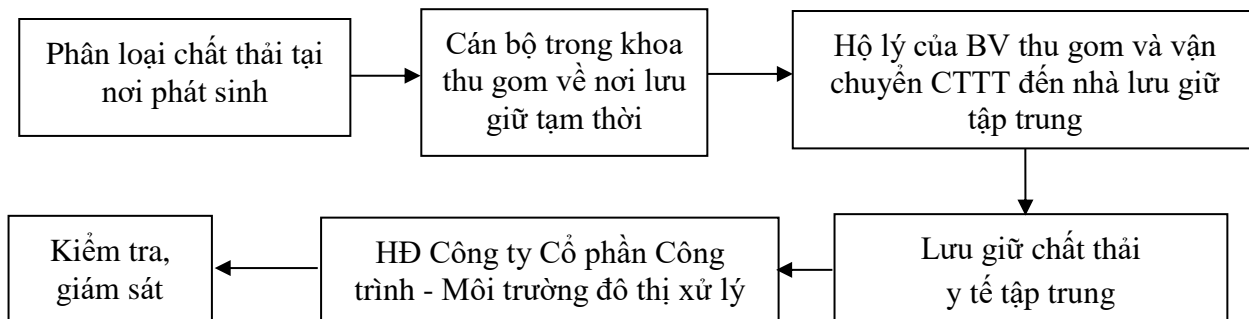 Phân loại chất thải tại
nơi phát sinh
Cán bộ trong khoa
thu gom về nơi lưu
giữ tạm thời
Hộ lý của BV thu gom và vận
chuyển CTTT đến nhà lưu giữ
tập trung
Lưu giữ chất thải
y tế tập trung
HĐ Công ty Cổ phần Công
trình - Môi trường đô thị xử lý
Kiểm tra,
giám sát